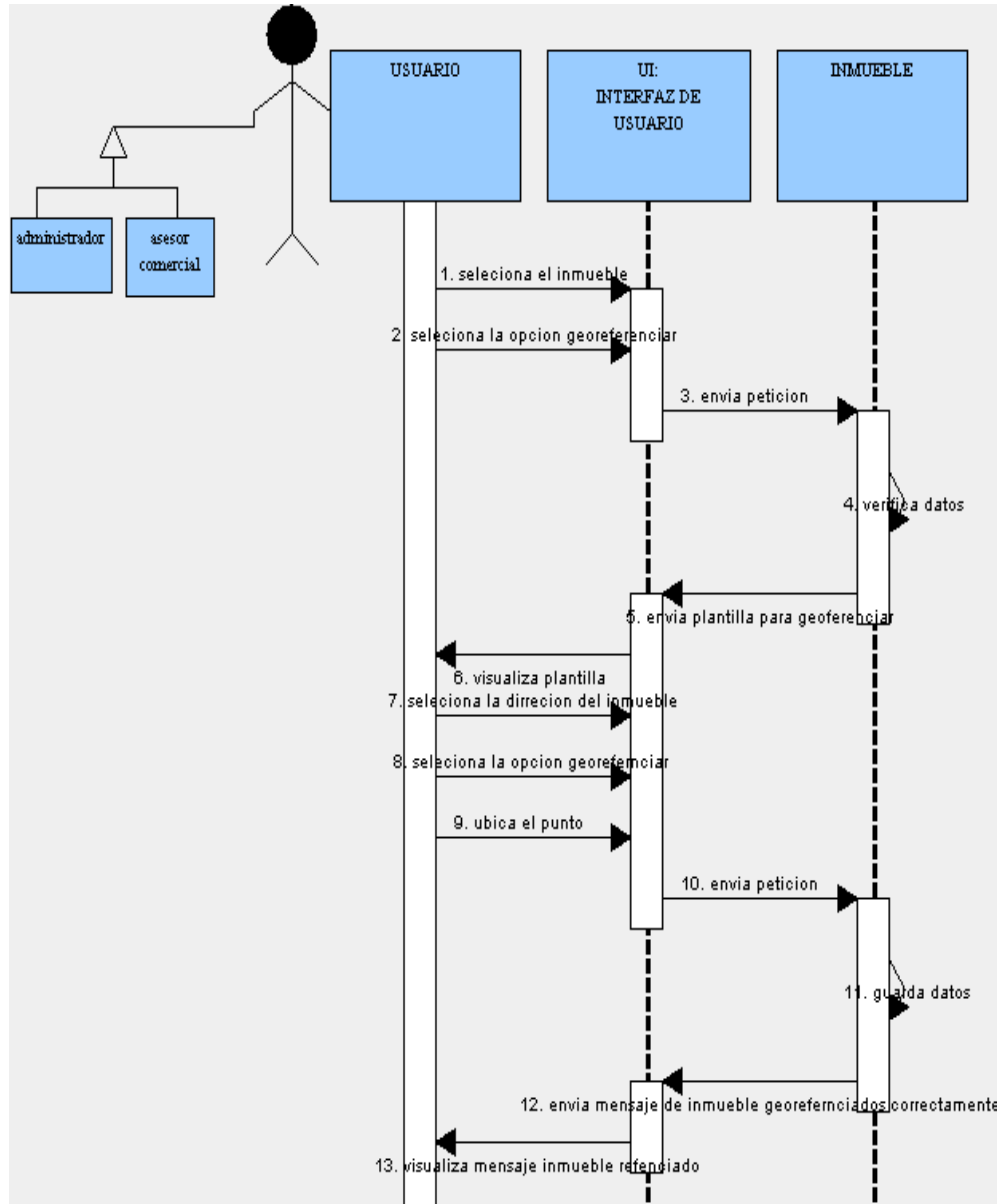 USUARIO
UI:
INTERFAZ DE
USUARIO
INMUEBLE
administrador
asesor
comercial
1. seleciona el inmueble
2. seleciona la opcion georeferenciar
3. envia peticion
4. verifica datos
5. envia plantilla para geoferenciar
6. visualiza plantilla
7. seleciona la dirrecion del inmueble
8. seleciona la opcion georefernciar
9. ubica el punto
10. envia peticion
11. guarda datos
12. envia mensaje de inmueble georefernciados correctamente
13. visualiza mensaje inmueble refenciado